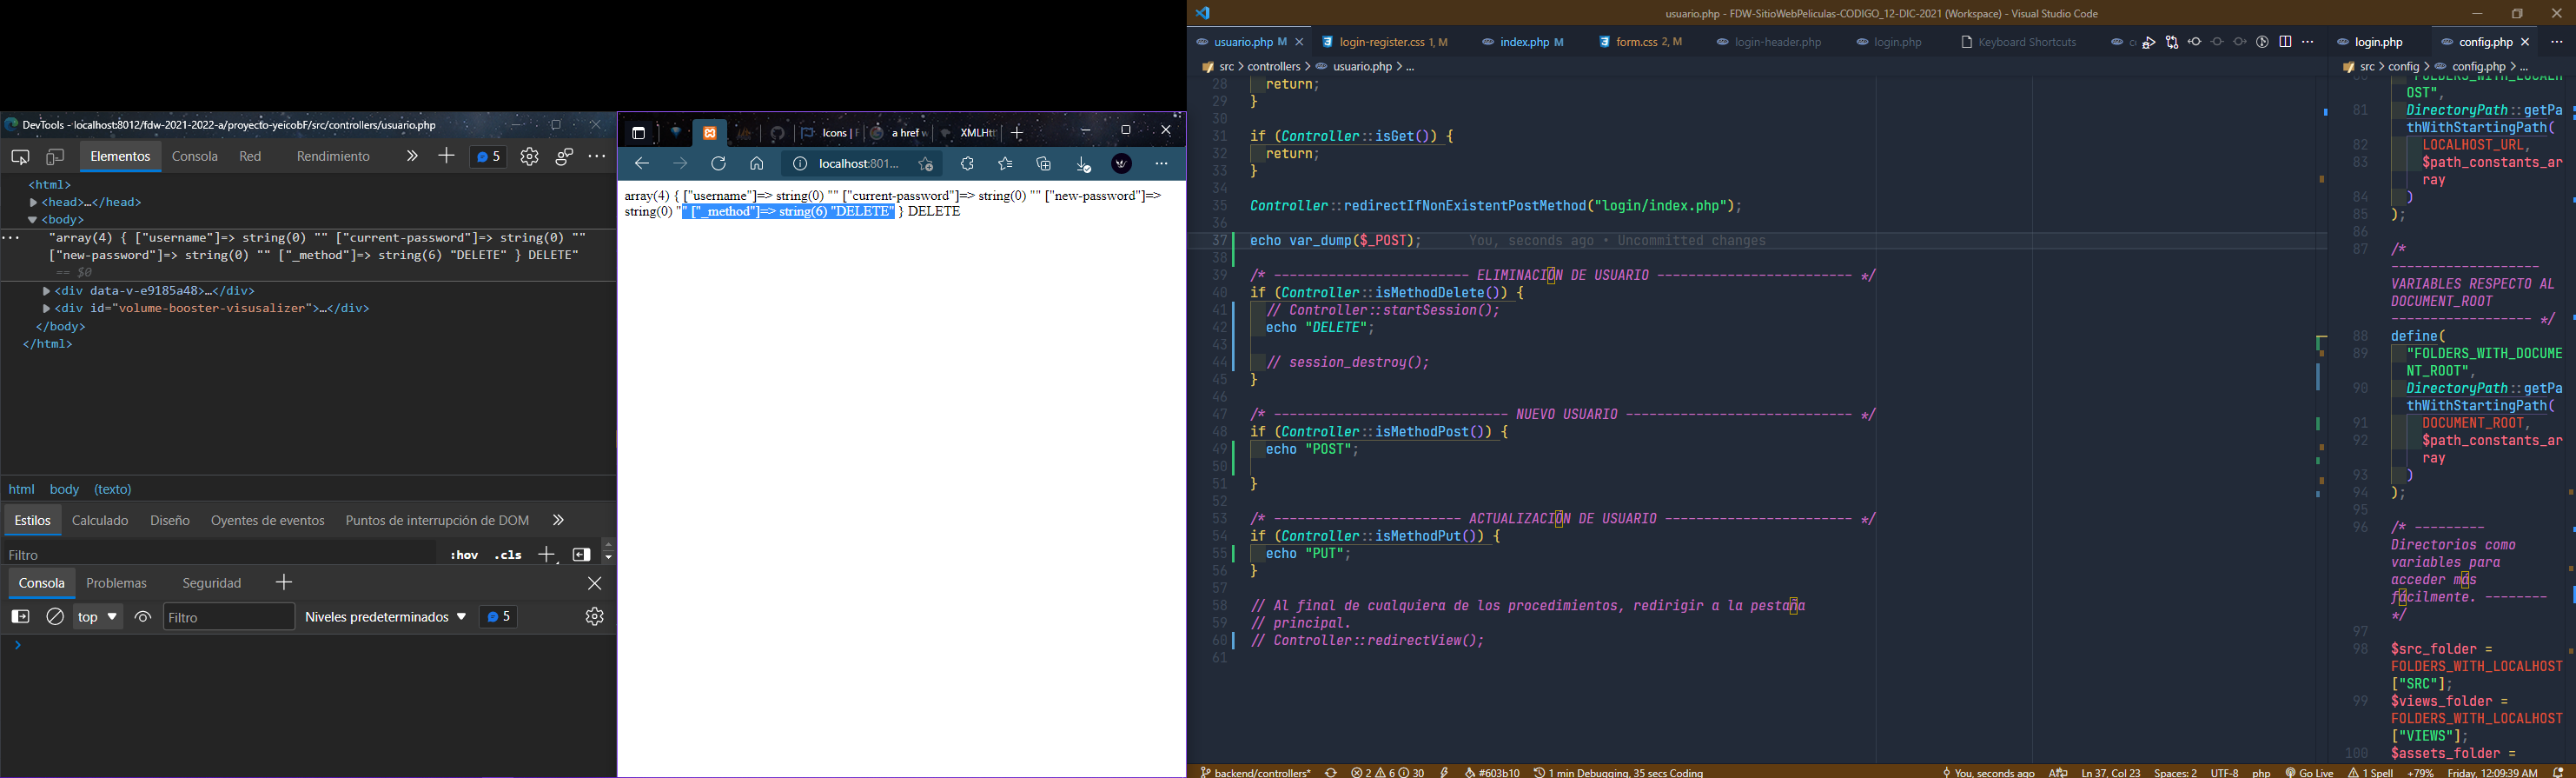 DevTools - localhost:8012/fdw-2021-2022-a/proyecto-yeicobF/src/controllers/usuario.php
Elementos Consola Red Rendimiento 5
<html>
<head>…</head>
<body>
"array(4) { ["username"]=> string(0) "" ["current-password"]=> string(0) ""
["new-password"]=> string(0) "" ["_method"]=> string(6) "DELETE" } DELETE"
== $0
<div data-v-e9185a48>…</div>
<div id="volume-booster-visusalizer">…</div>
</body>
</html>
html body (texto)
Estilos Calculado Diseño Oyentes de eventos Puntos de interrupción de DOM
Filtro :hov .cls
Consola Problemas Seguridad
top Filtro Niveles predeterminados 5
Icons | F a href w XMLHtt
localhost:801...
array(4) { ["username"]=> string(0) "" ["current-password"]=> string(0) "" ["new-password"]=>
string(0) "" ["_method"]=> string(6) "DELETE" } DELETE
usuario.php - FDW-SitioWebPeliculas-CODIGO_12-DIC-2021 (Workspace) - Visual Studio Code
usuario.php M login-register.css 1, M index.php M form.css 2, M login-header.php login.php Keyboard Shortcuts
src > controllers > usuario.php > ...
28 return;
29 }
30
31 if (Controller::isGet()) {
32 return;
33 }
34
35 Controller::redirectIfNonExistentPostMethod("login/index.php");
36
37 echo var_dump($_POST); You, seconds ago • Uncommitted changes
38
39 /* ------------------------- ELIMINACIÓN DE USUARIO ------------------------- */
40 if (Controller::isMethodDelete()) {
41 // Controller::startSession();
42 echo "DELETE";
43
44 // session_destroy();
45 }
46
47 /* ------------------------------ NUEVO USUARIO ----------------------------- */
48 if (Controller::isMethodPost()) {
49 echo "POST";
50
51 }
52
53 /* ------------------------ ACTUALIZACIÓN DE USUARIO ------------------------ */
54 if (Controller::isMethodPut()) {
55 echo "PUT";
56 }
57
58 // Al final de cualquiera de los procedimientos, redirigir a la pestaña
59 // principal.
60 // Controller::redirectView();
61
login.php config.php
src > config > config.php > ...
OST",
81 DirectoryPath::getPa
thWithStartingPath(
82 LOCALHOST_URL,
83 $path_constants_ar
ray
84 )
85 );
86
87 /*
-------------------
VARIABLES RESPECTO AL
DOCUMENT_ROOT
------------------ */
88 define(
89 "FOLDERS_WITH_DOCUME
NT_ROOT",
90 DirectoryPath::getPa
thWithStartingPath(
91 DOCUMENT_ROOT,
92 $path_constants_ar
ray
93 )
94 );
95
96 /* ---------
Directorios como
variables para
acceder más
fácilmente. --------
*/
97
98 $src_folder =
FOLDERS_WITH_LOCALHOST
["SRC"];
99 $views_folder =
FOLDERS_WITH_LOCALHOST
["VIEWS"];
100 $assets_folder =
backend/controllers* 2 6 30 #603b10 1 min Debugging, 35 secs Coding
You, seconds ago Ln 37, Col 23 Spaces: 2 UTF-8 php Go Live 1 Spell +79% Friday, 12:09:39 AM